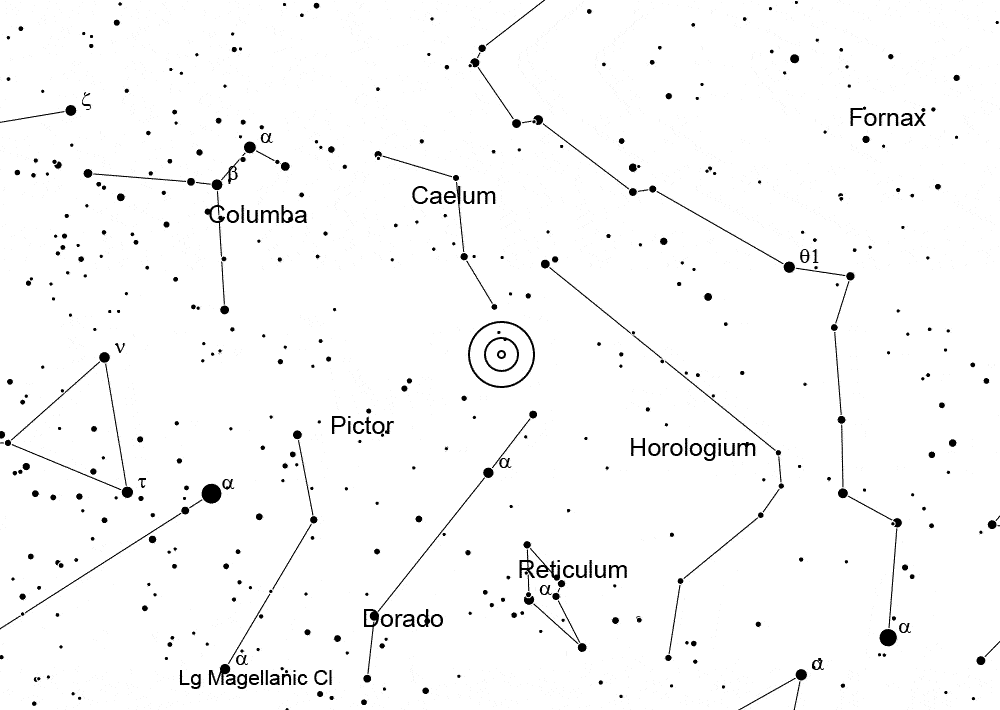 ζ
Fornax
α
β
Caelum
Columba
θ1
ν
Pictor
Horologium
α
τ
α
Reticulum
α
Dorado
α
α
α
Lg Magellanic Cl